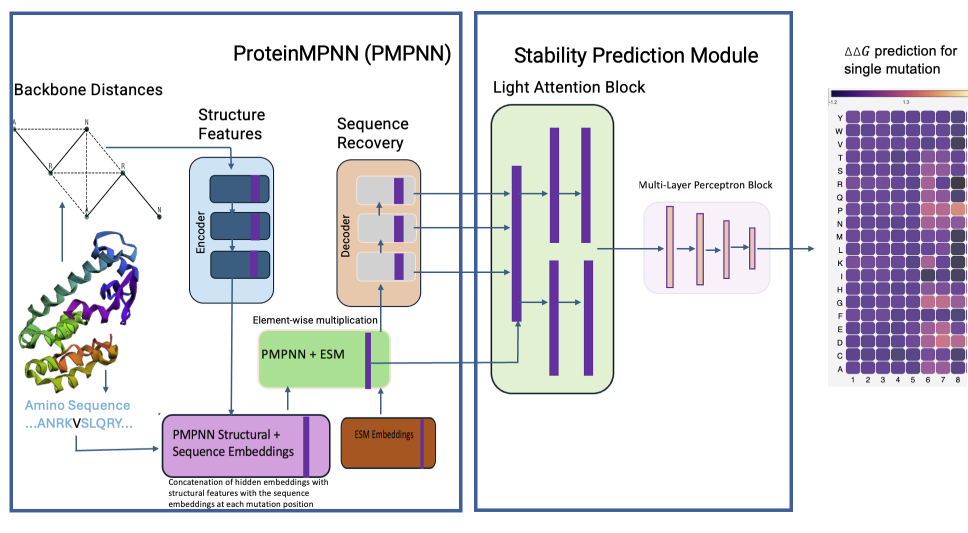 ProteinMPNN (PMPNN)
Backbone Distances
A
N
R
R
A
N
Structure
Features
Encoder
Sequence
Recovery
Decoder
Element-wise multiplication
PMPNN + ESM
Amino Sequence
...ANRKVSLQRY...
PMPNN Structural +
Sequence Embeddings
ESM Embeddings
Concatenation of hidden embeddings with
structural features with the sequence
embeddings at each mutation position
Stability Prediction Module
Light Attention Block
Multi-Layer Perceptron Block
ΔΔG prediction for
single mutation
-1.2 1.3
Y
W
V
T
S
R
Q
P
N
M
L
K
I
H
G
F
E
D
C
A
1 2 3 4 5 6 7 8